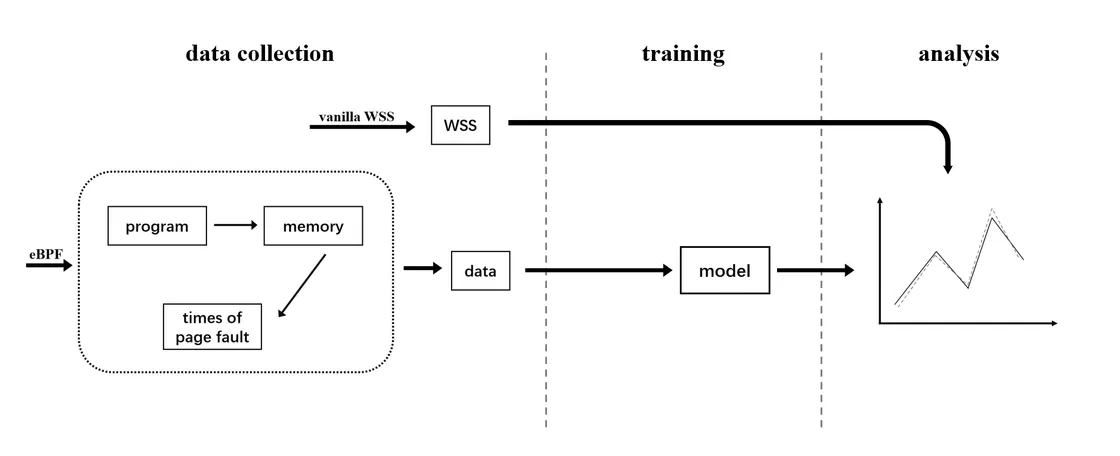 data collection
training
analysis
vanilla WSS
WSS
program
memory
eBPF
data
model
times of
page fault